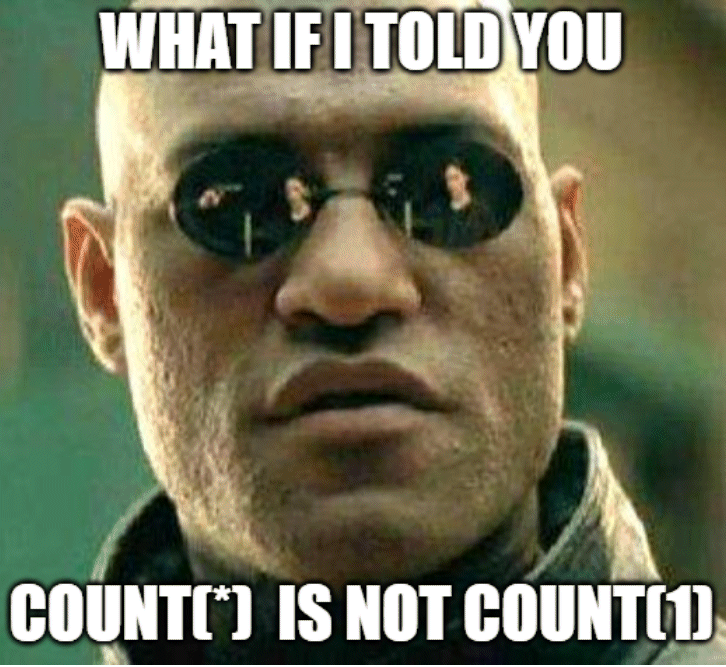 WHAT IF I TOLD YOU
COUNT(*) IS NOT COUNT(1)